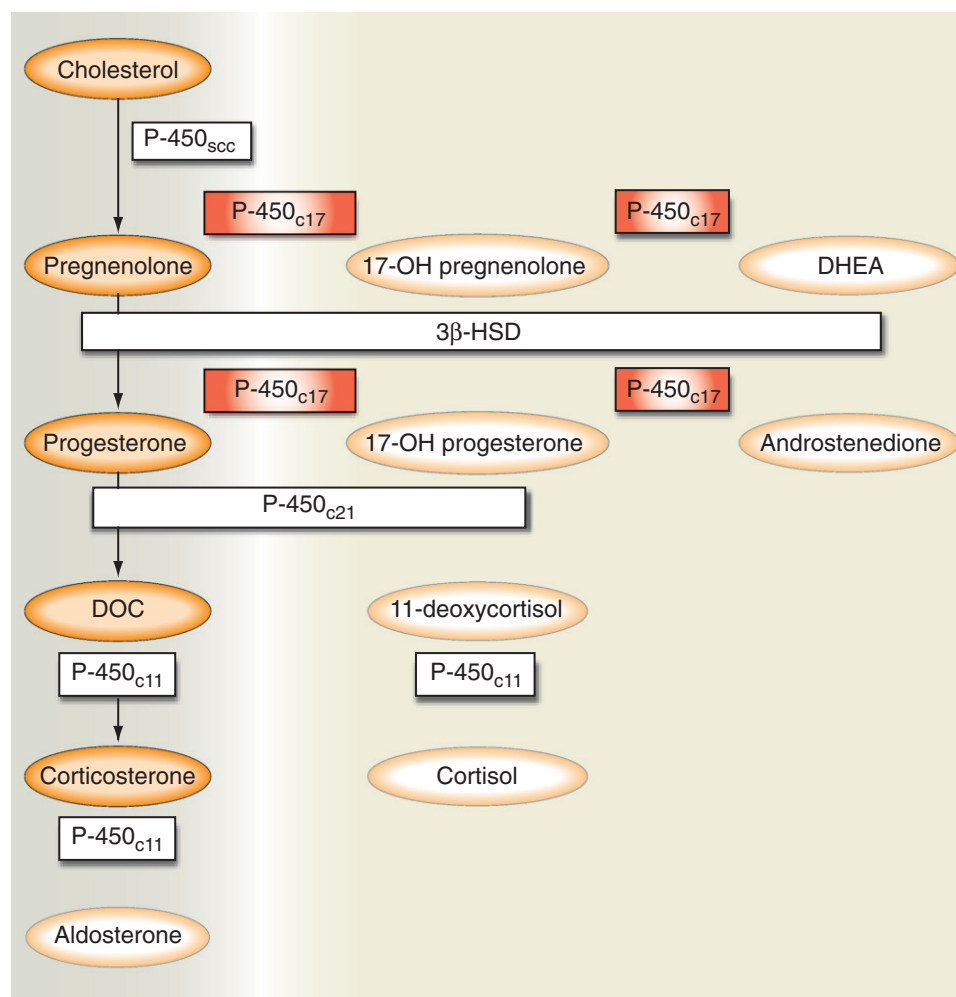 Cholesterol
P-450scc
P-450c17 P-450c17
Pregnenolone 17-OH pregnenolone DHEA
3β-HSD
P-450c17 P-450c17
Progesterone 17-OH progesterone Androstenedione
P-450c21
DOC 11-deoxycortisol
P-450c11 P-450c11
Corticosterone Cortisol
P-450c11
Aldosterone